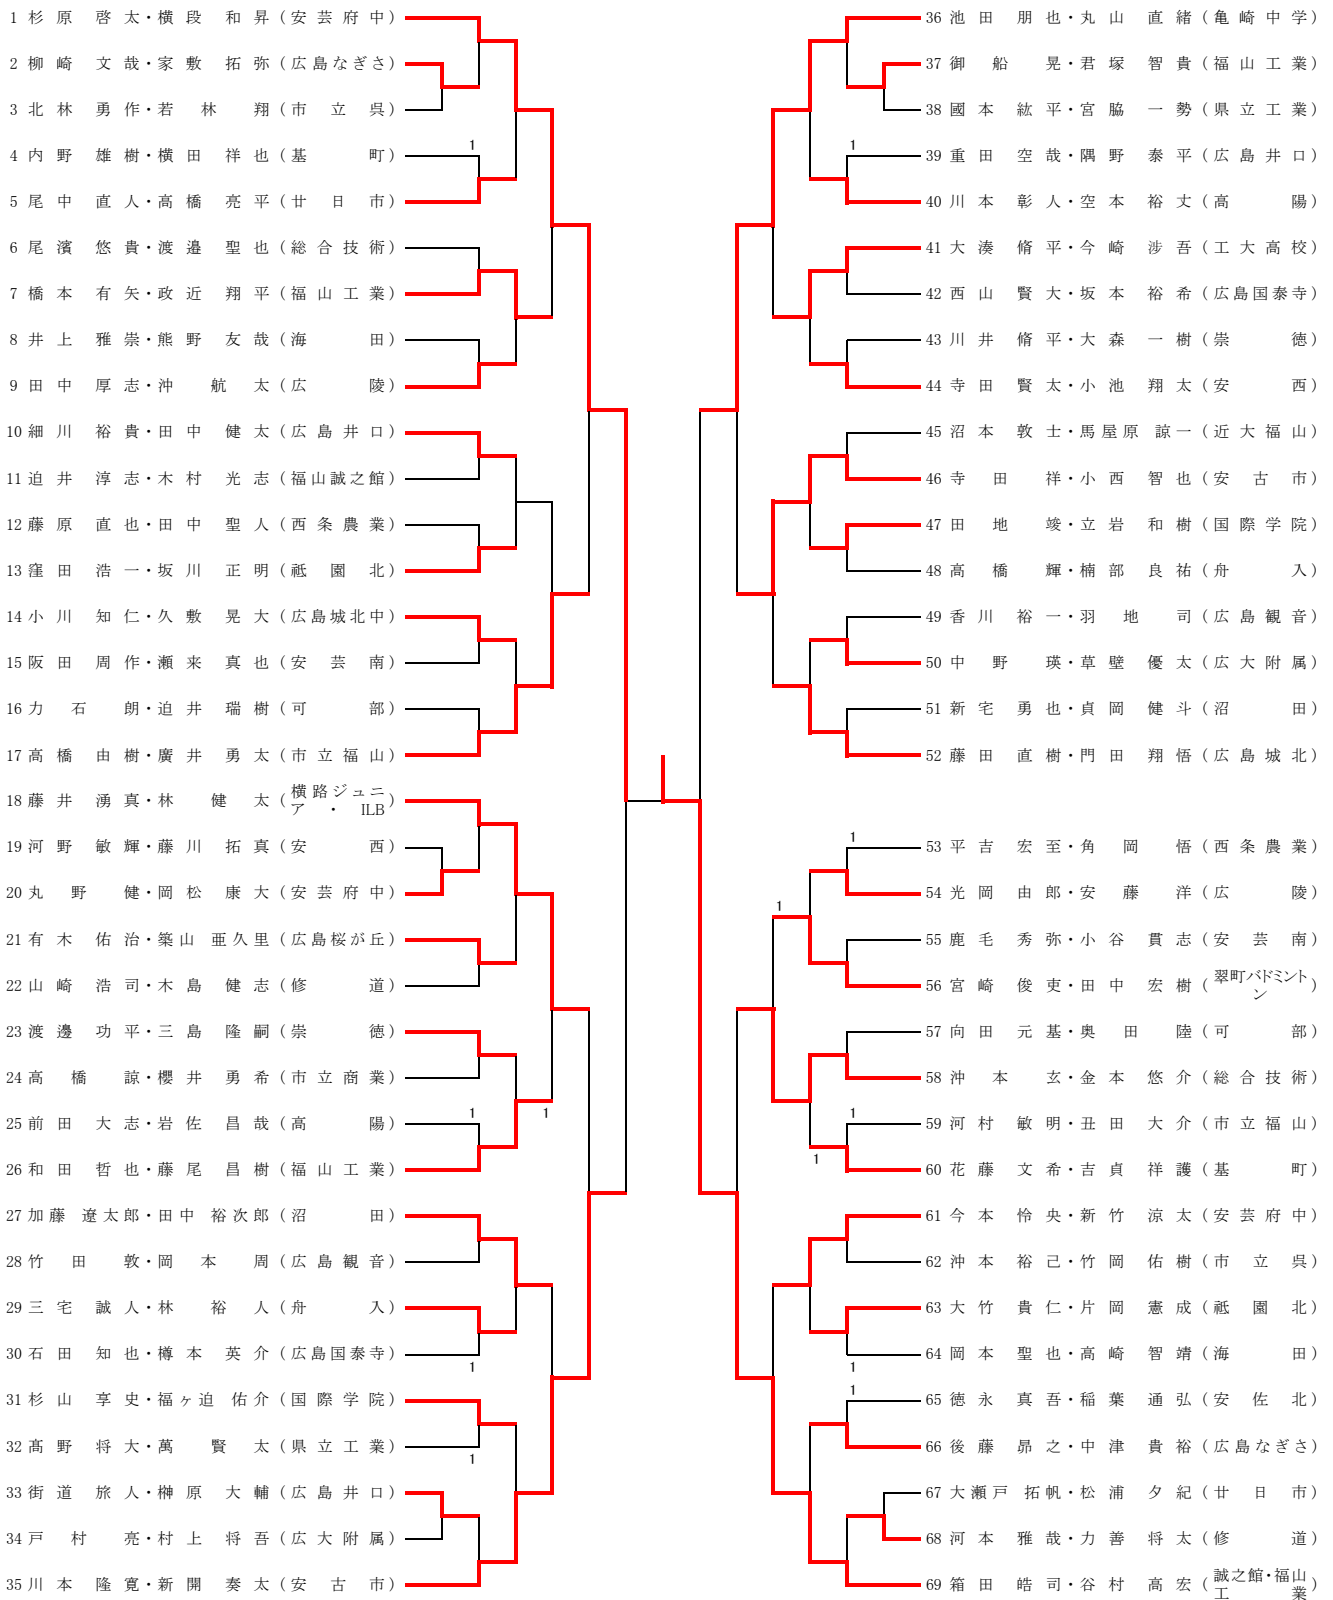 1 杉原 啓太・横段 和昇 (安芸府中)
2 柳崎 文哉・家敷 拓弥 (広島なぎさ)
3 北林 勇作・若林 翔 (市立呉)
4 内野 雄樹・横田 祥也 (基町)
1
5 尾中 直人・高橋 亮平 (廿日市)
6 尾濱 悠貴・渡邉 聖也 (総合技術)
7 橋本 有矢・政近 翔平 (福山工業)
8 井上 雅崇・熊野 友哉 (海田)
9 田中 厚志・沖 航太 (広陵)
10 細川 裕貴・田中 健太 (広島井口)
11 迫井 淳志・木村 光志 (福山誠之館)
12 藤原 直也・田中 聖人 (西条農業)
13 窪田 浩一・坂川 正明 (祗園北)
14 小川 知仁・久敷 晃大 (広島城北中)
15 阪田 周作・瀬来 真也 (安芸南)
16 力石 朗・迫井 瑞樹 (可部)
17 高橋 由樹・廣井 勇太 (市立福山)
18 藤井 湧真・林 健太 (横路ジュニア・ILB)
19 河野 敏輝・藤川 拓真 (安西)
20 丸野 健・岡松 康大 (安芸府中)
21 有木 佑治・築山 亜久里 (広島桜が丘)
22 山崎 浩司・木島 健志 (修道)
23 渡邊 功平・三島 隆嗣 (崇徳)
24 高橋 諒・櫻井 勇希 (市立商業)
25 前田 大志・岩佐 昌哉 (高陽)
1
1
26 和田 哲也・藤尾 昌樹 (福山工業)
27 加藤 遼太郎・田中 裕次郎 (沼田)
28 竹田 敦・岡本 周 (広島観音)
29 三宅 誠人・林 裕人 (舟入)
30 石田 知也・樽本 英介 (広島国泰寺)
1
31 杉山 享史・福ヶ迫 佑介 (国際学院)
32 髙野 将大・萬 賢太 (県立工業)
1
33 街道 旅人・榊原 大輔 (広島井口)
34 戸村 亮・村上 将吾 (広大附属)
35 川本 隆寛・新開 奏太 (安古市)
36 池田 朋也・丸山 直緒 (亀崎中学)
37 御船 晃・君塚 智貴 (福山工業)
38 國本 紘平・宮脇 一勢 (県立工業)
1
39 重田 空哉・隅野 泰平 (広島井口)
40 川本 彰人・空本 裕丈 (高陽)
41 大湊 脩平・今崎 渉吾 (工大高校)
42 西山 賢大・坂本 裕希 (広島国泰寺)
43 川井 脩平・大森 一樹 (崇徳)
44 寺田 賢太・小池 翔太 (安西)
45 沼本 敦士・馬屋原 諒一 (近大福山)
46 寺田 祥・小西 智也 (安古市)
47 田地 竣・立岩 和樹 (国際学院)
48 高橋 輝・楠部 良祐 (舟入)
49 香川 裕一・羽地 司 (広島観音)
50 中野 瑛・草壁 優太 (広大附属)
51 新宅 勇也・貞岡 健斗 (沼田)
52 藤田 直樹・門田 翔悟 (広島城北)
1
53 平吉 宏至・角岡 悟 (西条農業)
54 光岡 由郎・安藤 洋 (広陵)
1
55 鹿毛 秀弥・小谷 貫志 (安芸南)
56 宮崎 俊吏・田中 宏樹 (翠町バドミントン)
57 向田 元基・奥田 陸 (可部)
58 沖本 玄・金本 悠介 (総合技術)
1
59 河村 敏明・丑田 大介 (市立福山)
1
60 花藤 文希・吉貞 祥護 (基町)
61 今本 怜央・新竹 涼太 (安芸府中)
62 沖本 裕己・竹岡 佑樹 (市立呉)
63 大竹 貴仁・片岡 憲成 (祗園北)
64 岡本 聖也・高崎 智靖 (海田)
1
1
65 徳永 真吾・稲葉 通弘 (安佐北)
66 後藤 昴之・中津 貴裕 (広島なぎさ)
67 大瀬戸 拓帆・松浦 夕紀 (廿日市)
68 河本 雅哉・力善 将太 (修道)
69 箱田 皓司・谷村 高宏 (誠之館・福山工業)